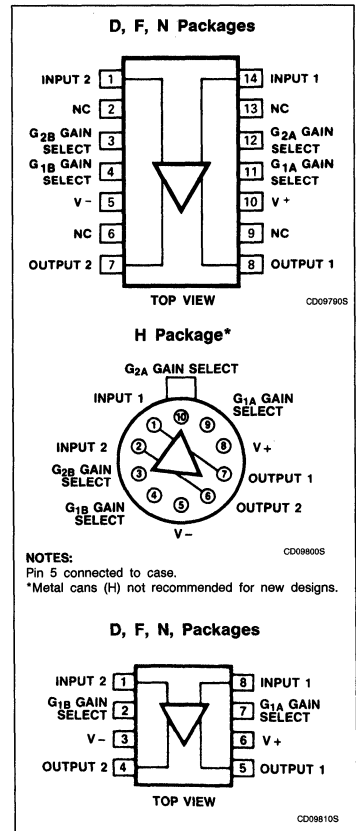 D, F, N Packages
INPUT 2 1 14 INPUT 1
NC 2 13 NC
G2B GAIN SELECT 3 12 G2A GAIN SELECT
G1B GAIN SELECT 4 11 G1A GAIN SELECT
V- 5 10 V+
NC 6 9 NC
OUTPUT 2 7 8 OUTPUT 1
TOP VIEW
CD09790S
H Package*
G2A GAIN SELECT
INPUT 1
G1A GAIN
SELECT
10
1 9
INPUT 2 2 8 V+
G2B GAIN
SELECT 3 7
OUTPUT 1
4 6
G1B GAIN
SELECT
5
OUTPUT 2
V-
CD09800S
NOTES:
Pin 5 connected to case.
*Metal cans (H) not recommended for new designs.
D, F, N, Packages
INPUT 2 1 8 INPUT 1
G1B GAIN SELECT 2 7 G1A GAIN SELECT
V- 3 6 V+
OUTPUT 2 4 5 OUTPUT 1
TOP VIEW
CD09810S